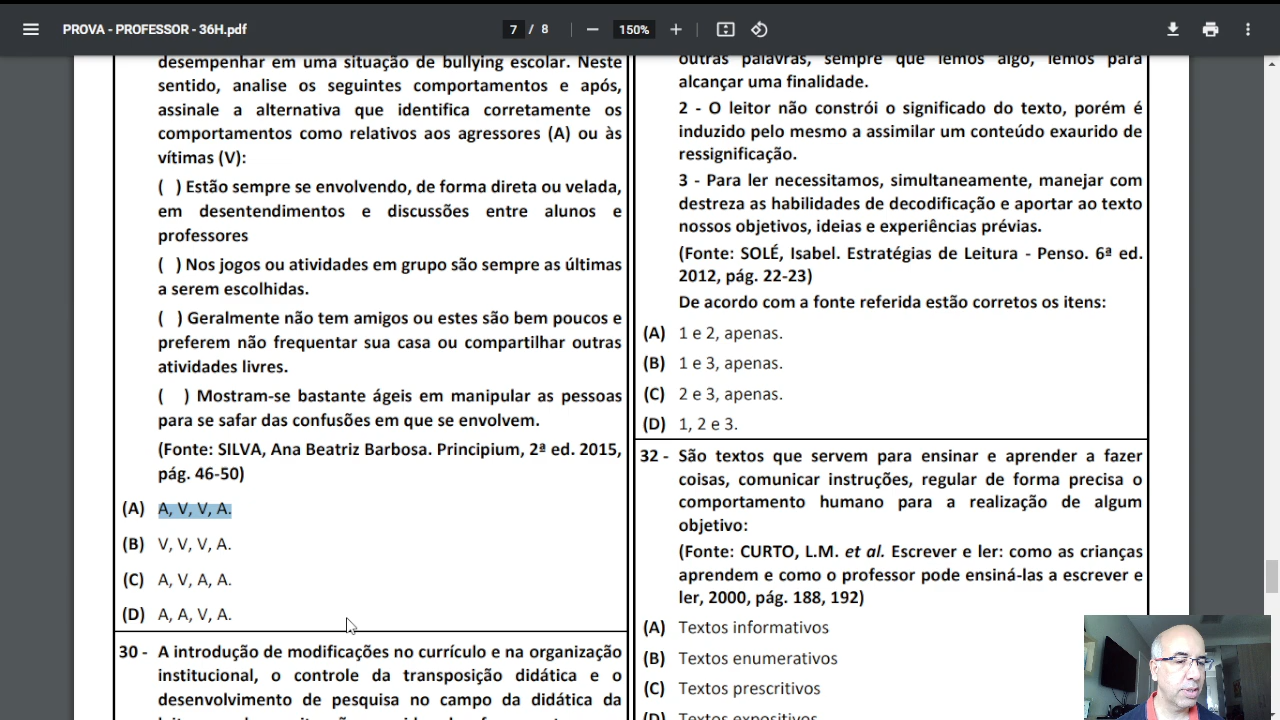 PROVA - PROFESSOR - 36H.pdf
7 / 8
150%
desempenhar em uma situação de bullying escolar. Neste
sentido, analise os seguintes comportamentos e após,
assinale a alternativa que identifica corretamente os
comportamentos como relativos aos agressores (A) ou às
vítimas (V):
( ) Estão sempre se envolvendo, de forma direta ou velada,
em desentendimentos e discussões entre alunos e
professores
( ) Nos jogos ou atividades em grupo são sempre as últimas
a serem escolhidas.
( ) Geralmente não tem amigos ou estes são bem poucos e
preferem não frequentar sua casa ou compartilhar outras
atividades livres.
( ) Mostram-se bastante ágeis em manipular as pessoas
para se safar das confusões em que se envolvem.
(Fonte: SILVA, Ana Beatriz Barbosa. Principium, 2ª ed. 2015,
pág. 46-50)
(A) A, V, V, A.
(B) V, V, V, A.
(C) A, V, A, A.
(D) A, A, V, A.
30 - A introdução de modificações no currículo e na organização
institucional, o controle da transposição didática e o
desenvolvimento de pesquisa no campo da didática da
outras palavras, sempre que lemos algo, lemos para
alcançar uma finalidade.
2 - O leitor não constrói o significado do texto, porém é
induzido pelo mesmo a assimilar um conteúdo exaurido de
ressignificação.
3 - Para ler necessitamos, simultaneamente, manejar com
destreza as habilidades de decodificação e aportar ao texto
nossos objetivos, ideias e experiências prévias.
(Fonte: SOLÉ, Isabel. Estratégias de Leitura - Penso. 6ª ed.
2012, pág. 22-23)
De acordo com a fonte referida estão corretos os itens:
(A) 1 e 2, apenas.
(B) 1 e 3, apenas.
(C) 2 e 3, apenas.
(D) 1, 2 e 3.
32 - São textos que servem para ensinar e aprender a fazer
coisas, comunicar instruções, regular de forma precisa o
comportamento humano para a realização de algum
objetivo:
(Fonte: CURTO, L.M. et al. Escrever e ler: como as crianças
aprendem e como o professor pode ensiná-las a escrever e
ler, 2000, pág. 188, 192)
(A) Textos informativos
(B) Textos enumerativos
(C) Textos prescritivos
(D) Textos expositivos